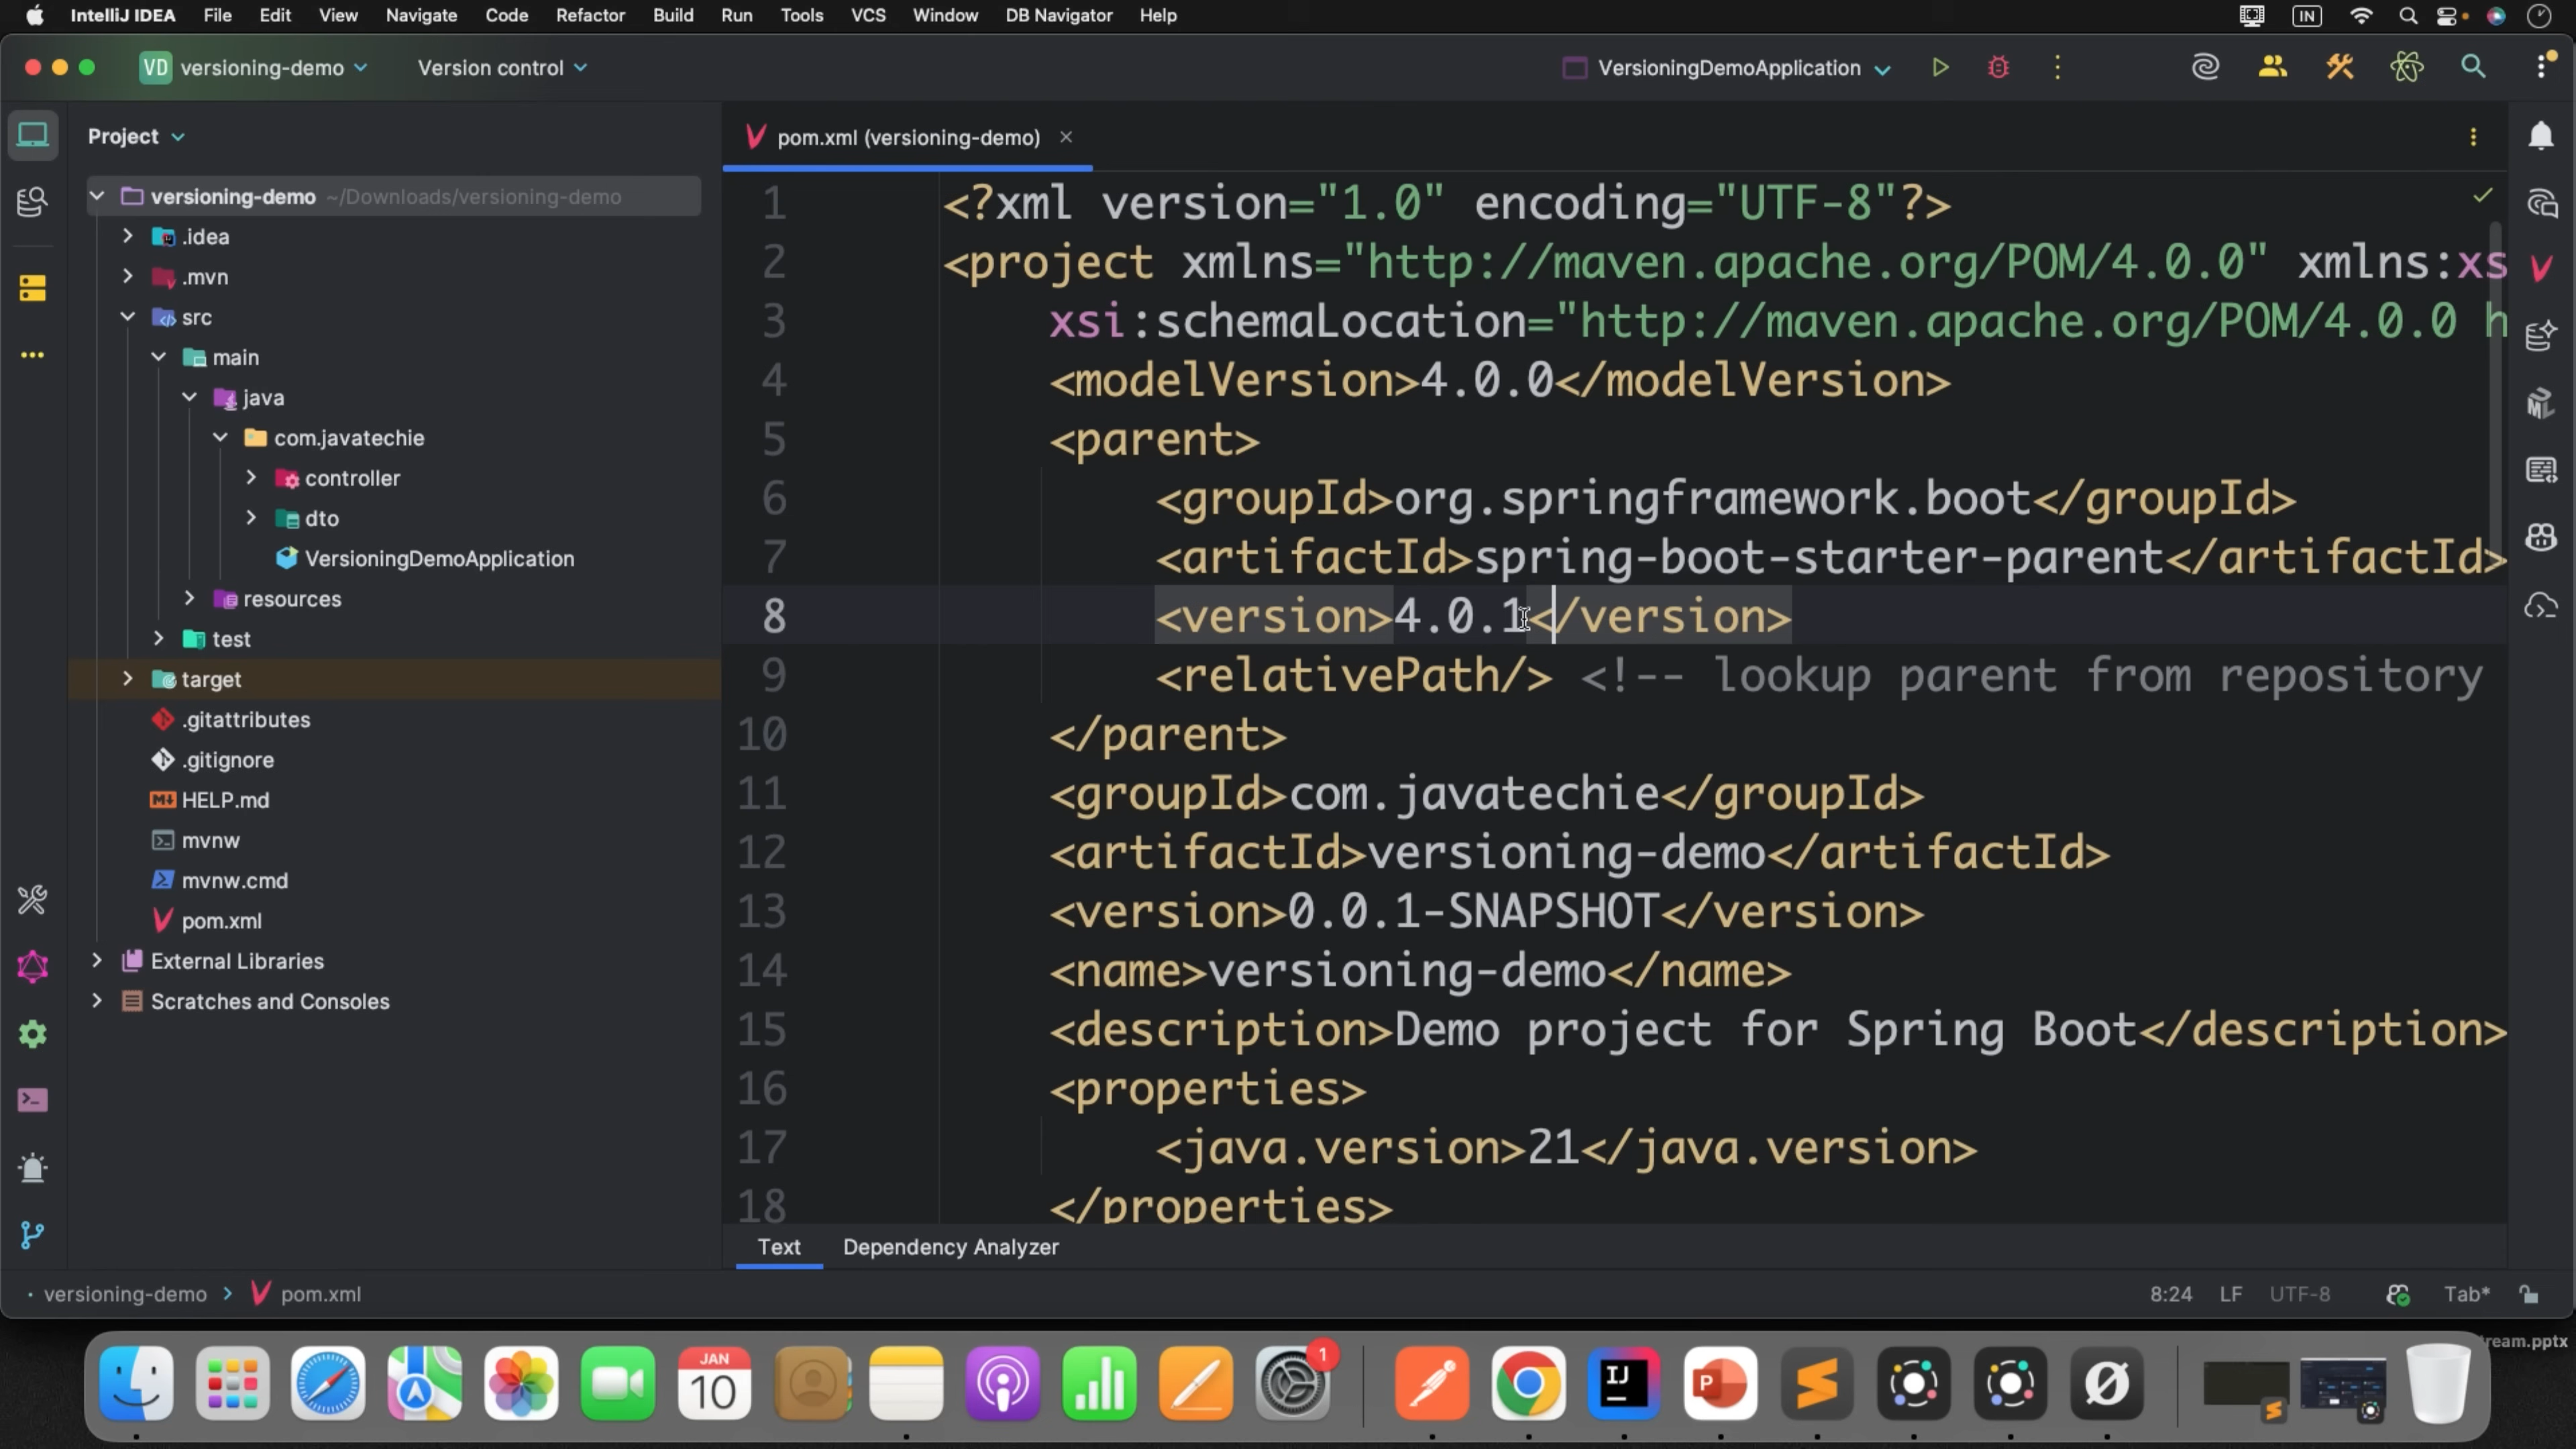 IntelliJ IDEA File Edit View Navigate Code Refactor Build Run Tools VCS Window DB Navigator Help IN
VD versioning-demo Version control VersioningDemoApplication
Project
versioning-demo ~/Downloads/versioning-demo
.idea
.mvn
src
main
java
com.javatechie
controller
dto
VersioningDemoApplication
resources
test
target
.gitattributes
.gitignore
HELP.md
mvnw
mvnw.cmd
pom.xml
External Libraries
Scratches and Consoles
pom.xml (versioning-demo)
1 <?xml version="1.0" encoding="UTF-8"?>
2 <project xmlns="http://maven.apache.org/POM/4.0.0" xmlns:xs
3 xsi:schemaLocation="http://maven.apache.org/POM/4.0.0 h
4 <modelVersion>4.0.0</modelVersion>
5 <parent>
6 <groupId>org.springframework.boot</groupId>
7 <artifactId>spring-boot-starter-parent</artifactId>
8 <version>4.0.1</version>
9 <relativePath/> <!-- lookup parent from repository
10 </parent>
11 <groupId>com.javatechie</groupId>
12 <artifactId>versioning-demo</artifactId>
13 <version>0.0.1-SNAPSHOT</version>
14 <name>versioning-demo</name>
15 <description>Demo project for Spring Boot</description>
16 <properties>
17 <java.version>21</java.version>
18 </properties>
Text Dependency Analyzer
versioning-demo > pom.xml 8:24 LF UTF-8 Tab*
ream.pptx
JAN
10
1
IJ
P